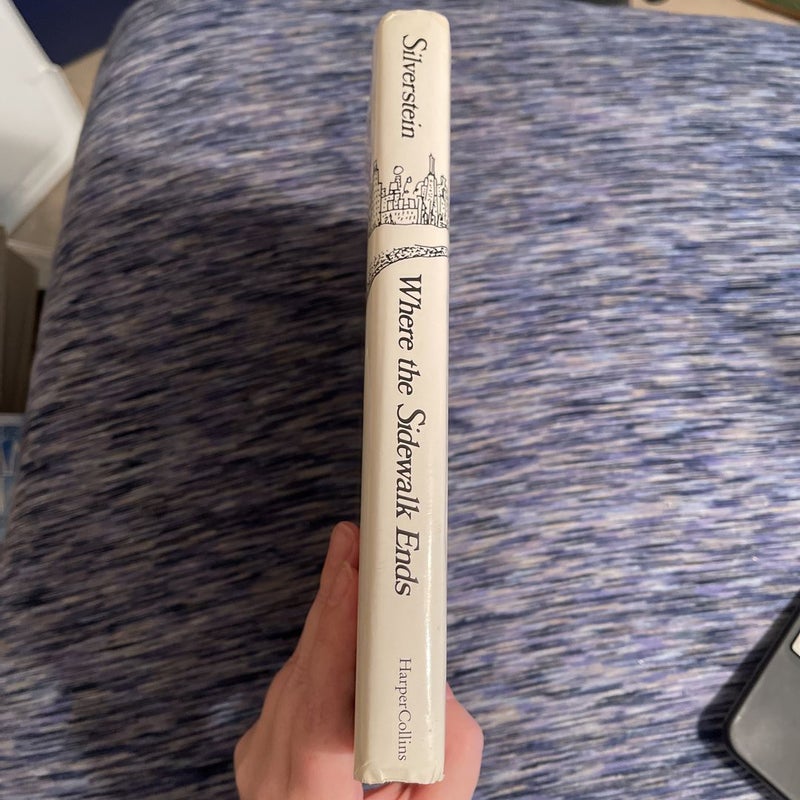 Silverstein
Where the Sidewalk Ends
HarperCollins